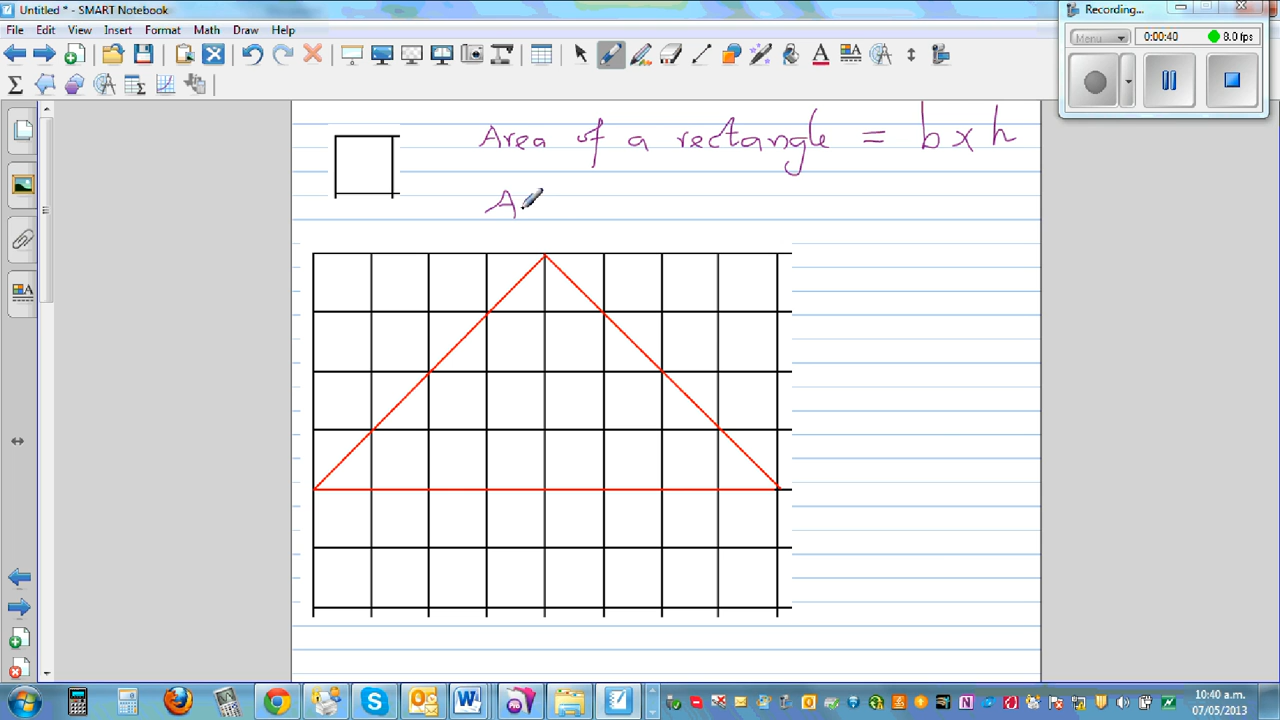 Untitled * - SMART Notebook
Recording...
File Edit View Insert Format Math Draw Help
Menu 0:00:40 8.0 fps
Area of a rectangle = b x h
A
10:40 a.m.
07/05/2013